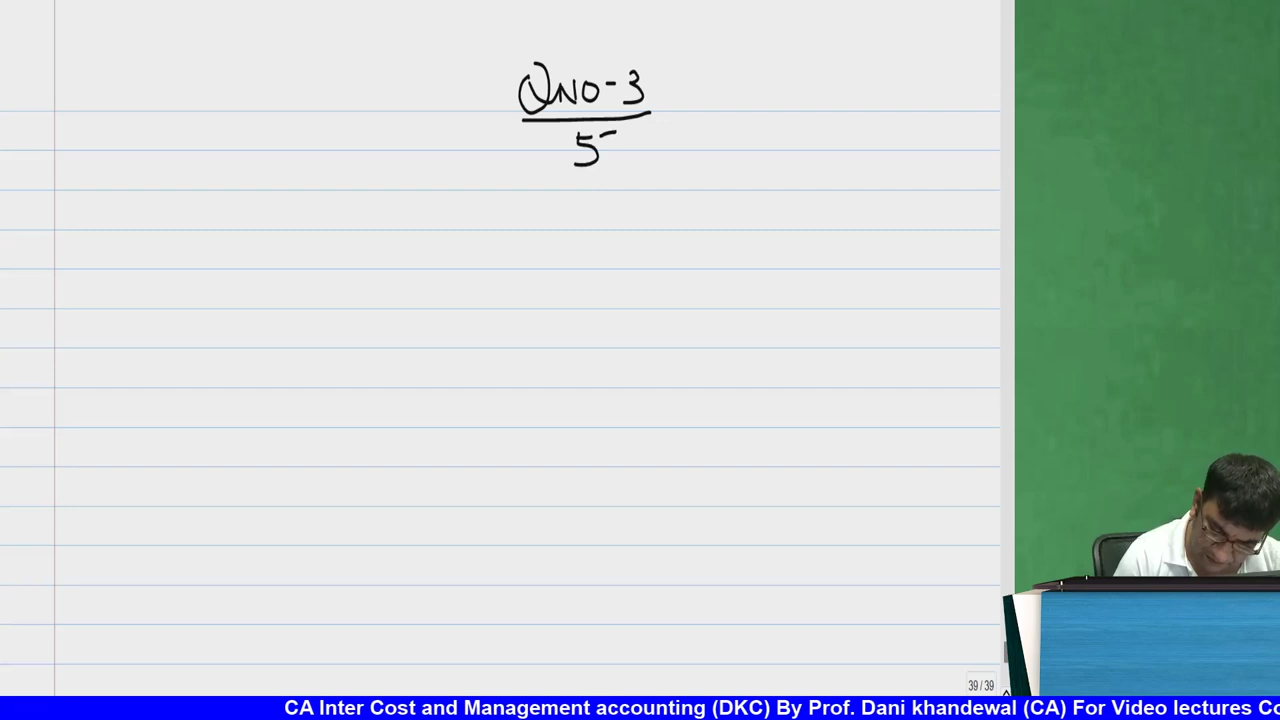 QNO-3
5
39/39
CA Inter Cost and Management accounting (DKC) By Prof. Dani khandewal (CA) For Video lectures Co